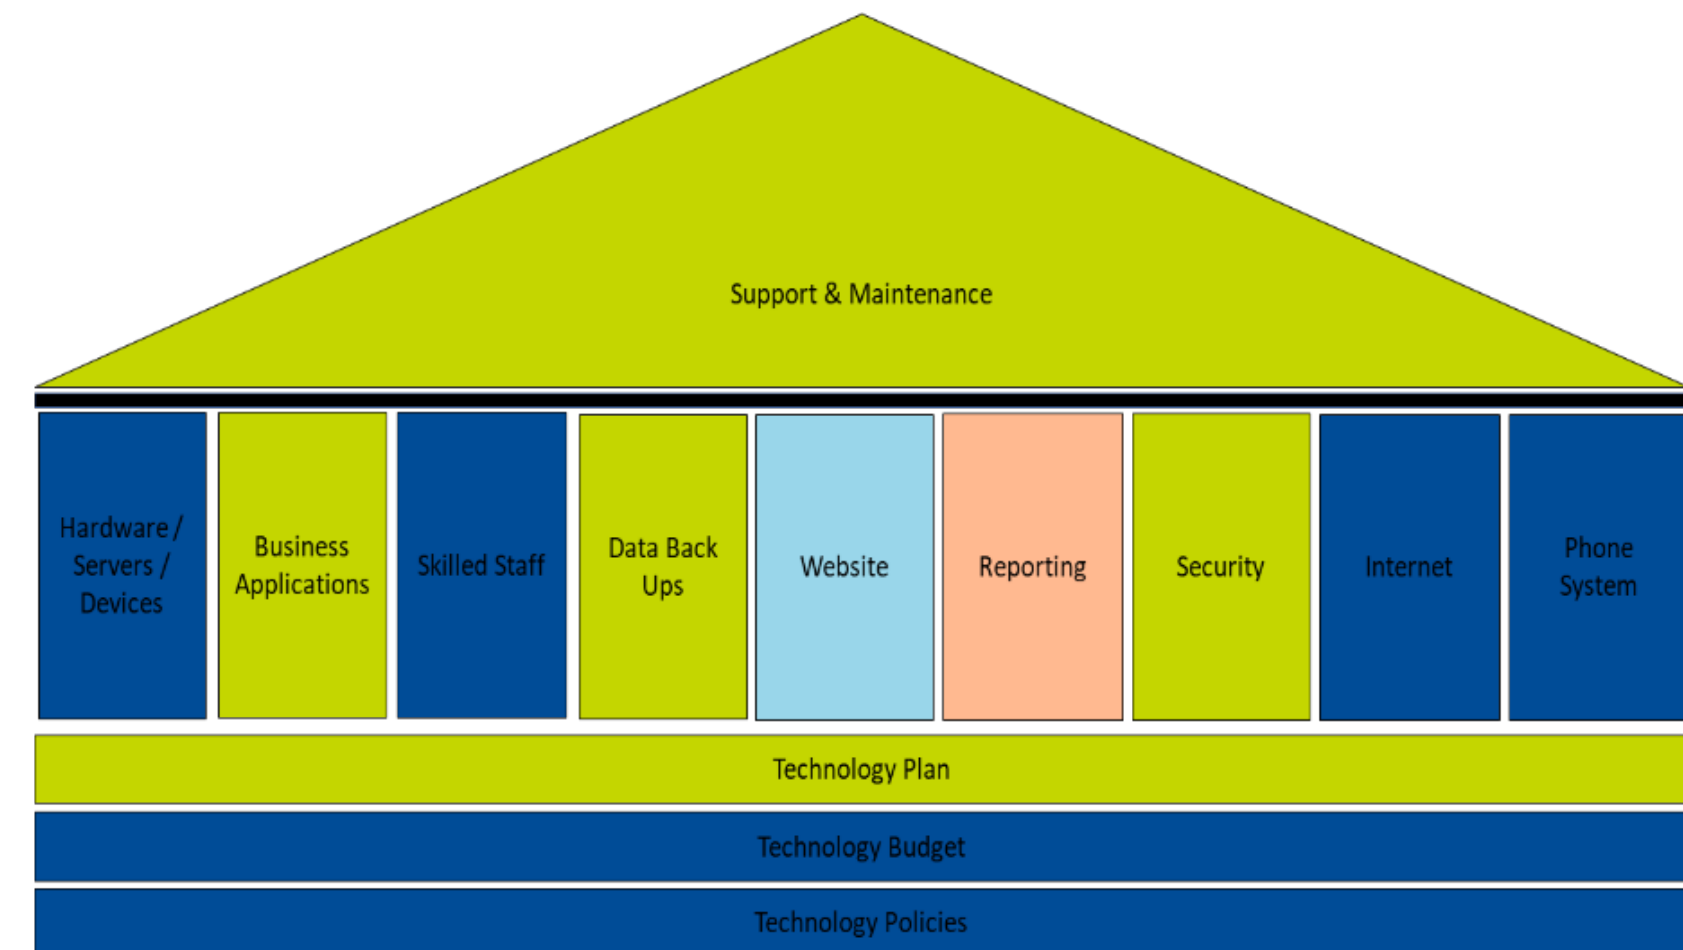 Support & Maintenance
Hardware /
Servers /
Devices
Business
Applications
Skilled Staff
Data Back
Ups
Website
Reporting
Security
Internet
Phone
System
Technology Plan
Technology Budget
Technology Policies